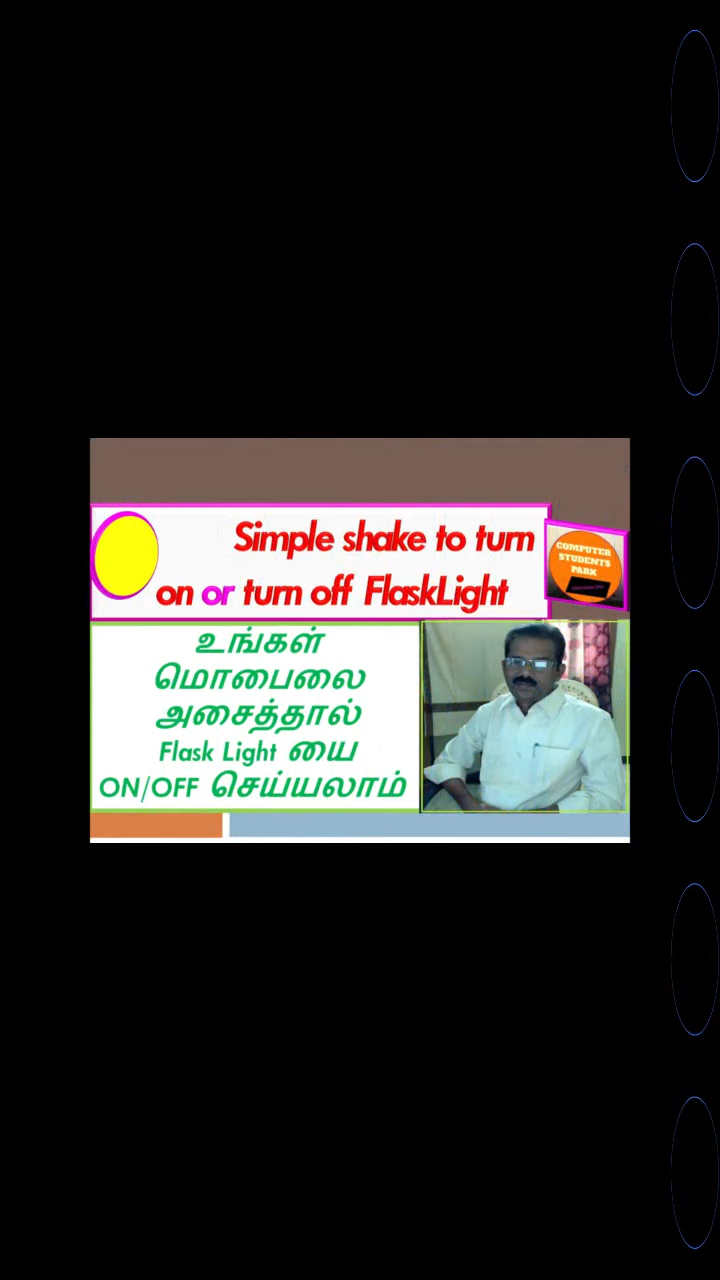 Simple shake to turn
on or turn off FlaskLight
COMPUTER
STUDENTS
PARK
உங்கள்
மொபைலை
அசைத்தால்
Flask Light யை
ON/OFF செய்யலாம்